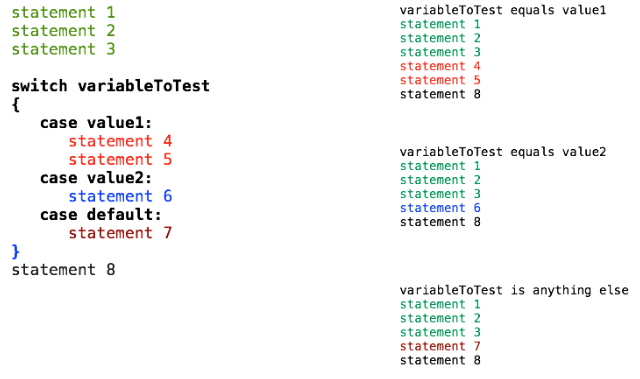 statement 1
statement 2
statement 3
switch variableToTest
{
case value1:
statement 4
statement 5
case value2:
statement 6
case default:
statement 7
}
statement 8
variableToTest equals value1
statement 1
statement 2
statement 3
statement 4
statement 5
statement 8
variableToTest equals value2
statement 1
statement 2
statement 3
statement 6
statement 8
variableToTest is anything else
statement 1
statement 2
statement 3
statement 7
statement 8